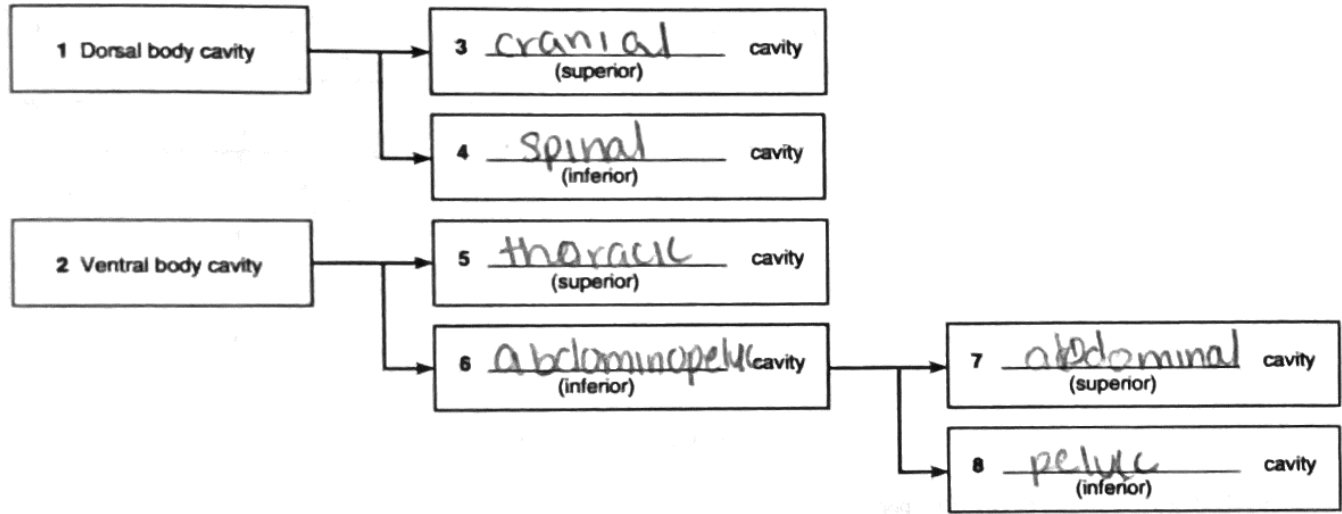 1 Dorsal body cavity
3 cranial cavity
(superior)
4 spinal cavity
(inferior)
2 Ventral body cavity
5 thoracic cavity
(superior)
6 abdominopelvic cavity
(inferior)
7 abdominal cavity
(superior)
8 pelvic cavity
(inferior)